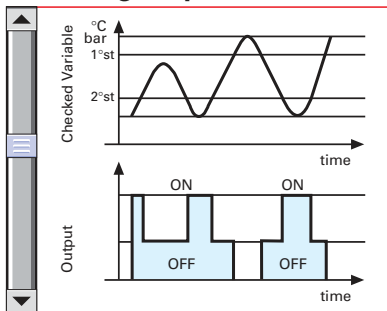 °C
bar
1°st
2°st
Checked Variable
time
ON ON
Output
OFF OFF
time